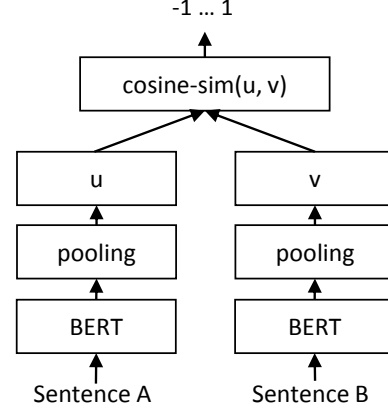 -1 … 1
cosine-sim(u, v)
u v
pooling pooling
BERT BERT
Sentence A Sentence B